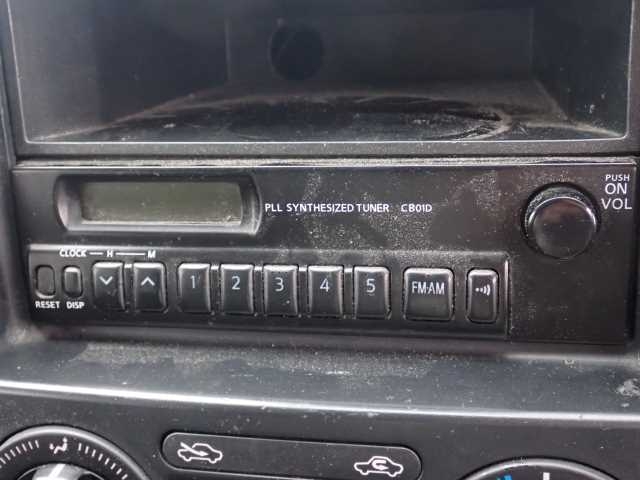 PUSH
ON
VOL
PLL SYNTHESIZED TUNER CB01D
CLOCK H M
1 2 3 4 5 FM·AM
RESET DISP